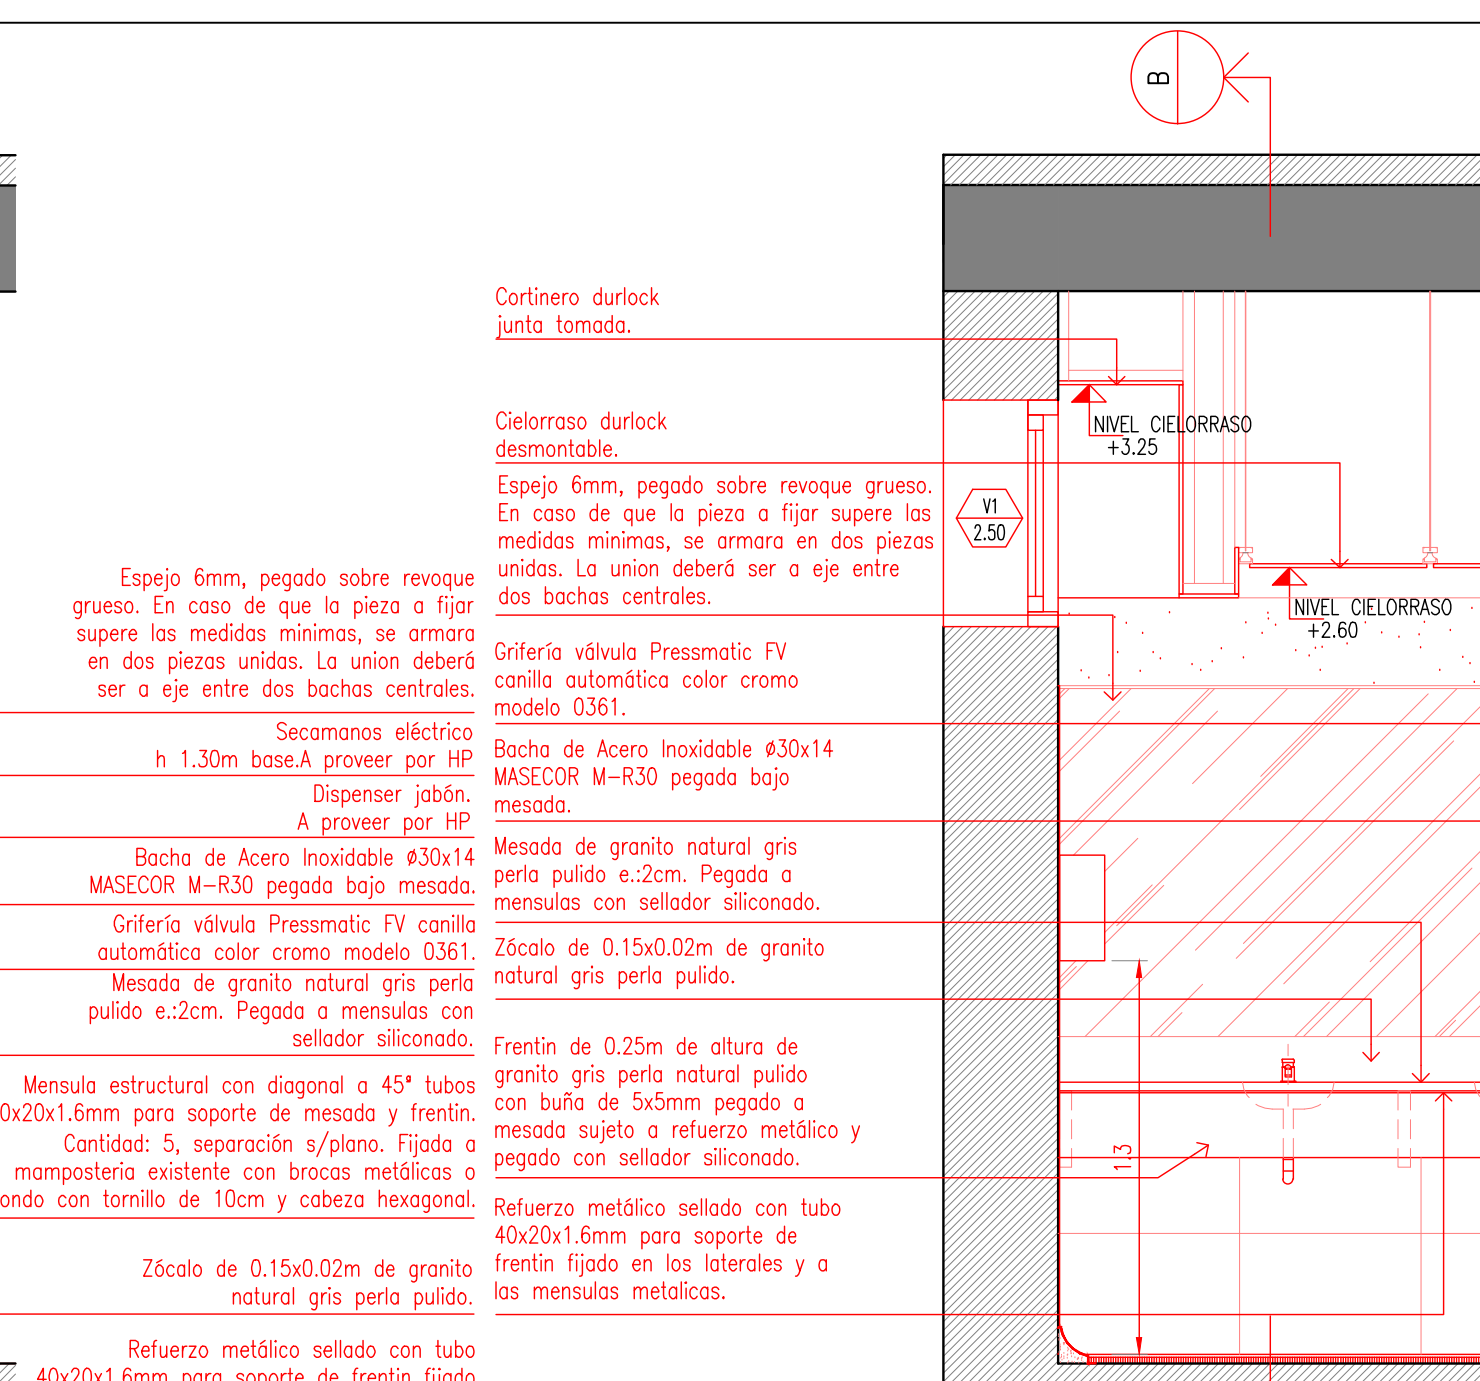 B
Cortinero durlock
junta tomada.
NIVEL CIELORRASO
+3.25
Cielorraso durlock
desmontable.
Espejo 6mm, pegado sobre revoque grueso.
En caso de que la pieza a fijar supere las
medidas minimas, se armara en dos piezas
unidas. La union deberá ser a eje entre
dos bachas centrales.
V1
2.50
NIVEL CIELORRASO
+2.60
Grifería válvula Pressmatic FV
canilla automática color cromo
modelo 0361.
Bacha de Acero Inoxidable ø30x14
MASECOR M-R30 pegada bajo
mesada.
Mesada de granito natural gris
perla pulido e.:2cm. Pegada a
mensulas con sellador siliconado.
Zócalo de 0.15x0.02m de granito
natural gris perla pulido.
Frentin de 0.25m de altura de
granito gris perla natural pulido
con buña de 5x5mm pegado a
mesada sujeto a refuerzo metálico y
pegado con sellador siliconado.
1.3
Refuerzo metálico sellado con tubo
40x20x1.6mm para soporte de
frentin fijado en los laterales y a
las mensulas metalicas.
Espejo 6mm, pegado sobre revoque
grueso. En caso de que la pieza a fijar
supere las medidas minimas, se armara
en dos piezas unidas. La union deberá
ser a eje entre dos bachas centrales.
Secamanos eléctrico
h 1.30m base.A proveer por HP
Dispenser jabón.
A proveer por HP
Bacha de Acero Inoxidable ø30x14
MASECOR M-R30 pegada bajo mesada.
Grifería válvula Pressmatic FV canilla
automática color cromo modelo 0361.
Mesada de granito natural gris perla
pulido e.:2cm. Pegada a mensulas con
sellador siliconado.
Mensula estructural con diagonal a 45ª tubos
0x20x1.6mm para soporte de mesada y frentin.
Cantidad: 5, separación s/plano. Fijada a
mamposteria existente con brocas metálicas o
ondo con tornillo de 10cm y cabeza hexagonal.
Zócalo de 0.15x0.02m de granito
natural gris perla pulido.
Refuerzo metálico sellado con tubo
40x20x1.6mm para soporte de frentin fijado